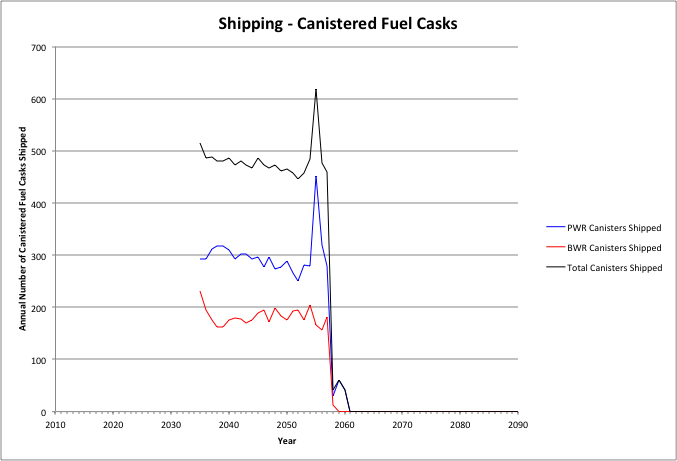 Shipping - Canistered Fuel Casks
Annual Number of Canistered Fuel Casks Shipped
700
600
500
400
300
200
100
0
2010 2020 2030 2040 2050 2060 2070 2080 2090
Year
PWR Canisters Shipped
BWR Canisters Shipped
Total Canisters Shipped